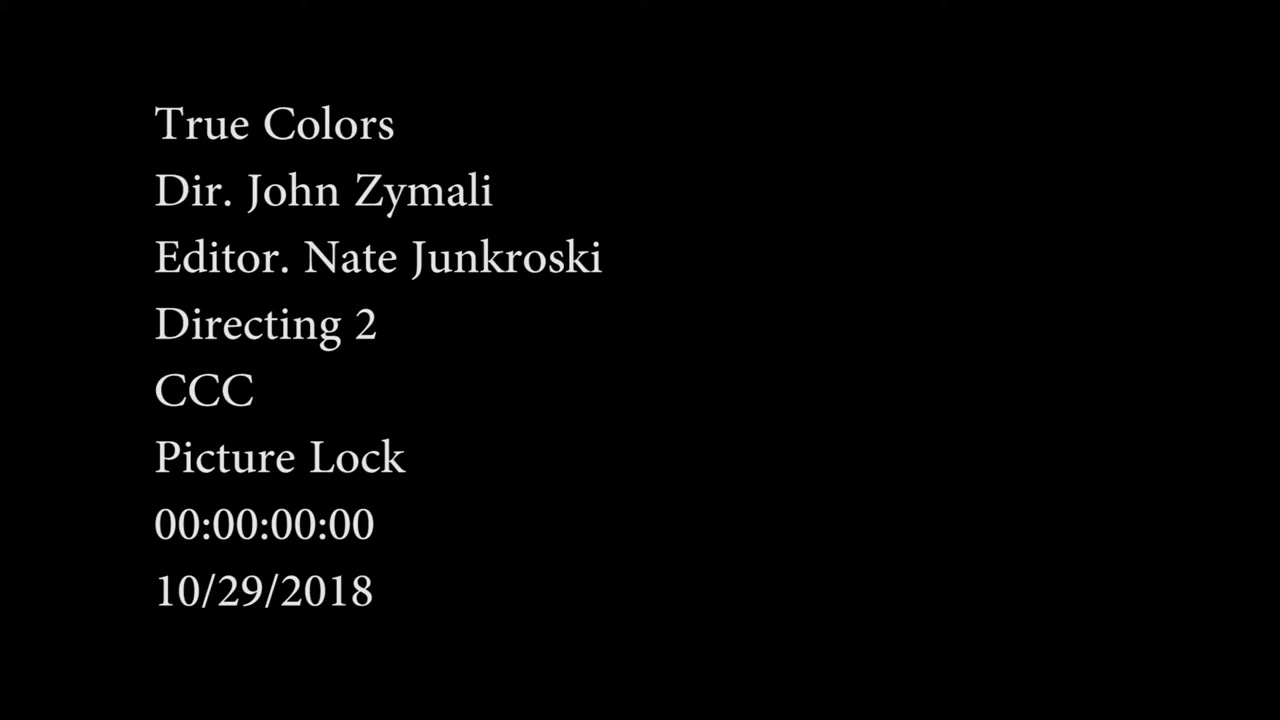 True Colors
Dir. John Zymali
Editor. Nate Junkroski
Directing 2
CCC
Picture Lock
00:00:00:00
10/29/2018